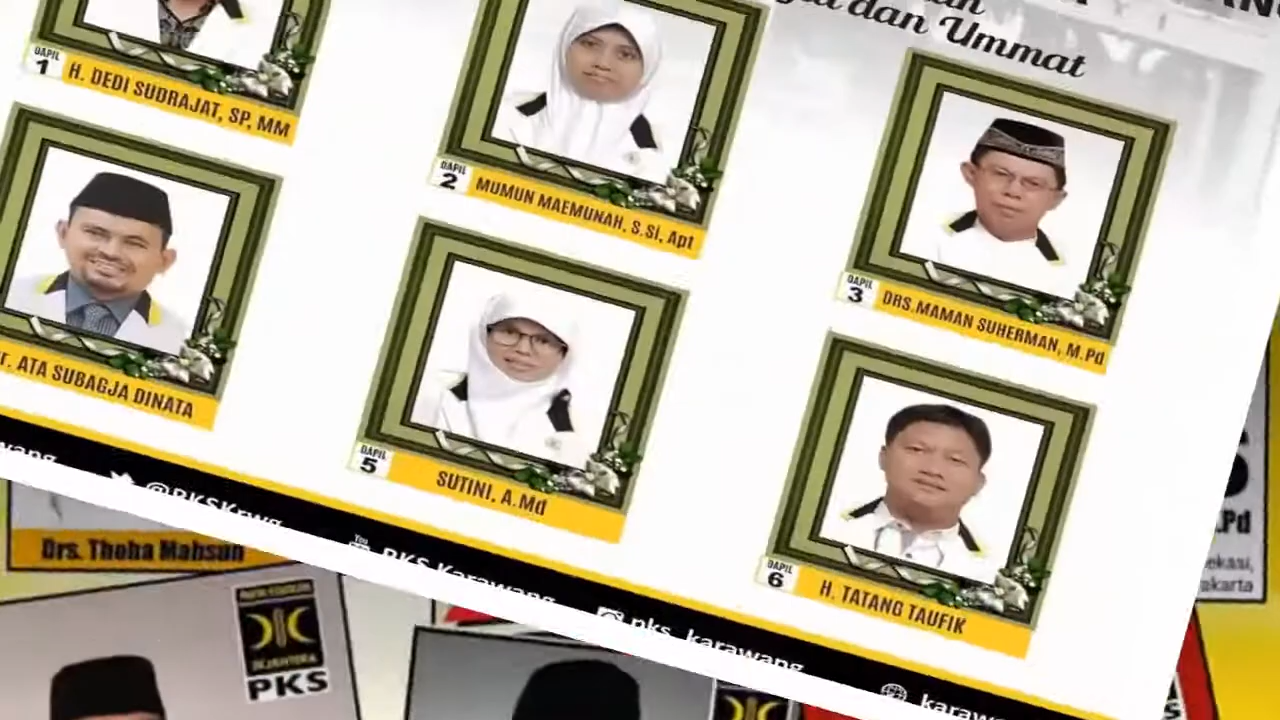 dan Ummat
DAPIL
1
H. DEDI SUDRAJAT, SP, MM
DAPIL
2
MUMUN MAEMUNAH, S.SI, Apt
DAPIL
3
DRS.MAMAN SUHERMAN, M.Pd
ATA SUBAGJA DINATA
DAPIL
5
SUTINI, A.Md
DAPIL
6
H. TATANG TAUFIK
@PKSKrwg
You
PKS Karawang
pks_karawang
Drs. Thoha Mahsun
PKS